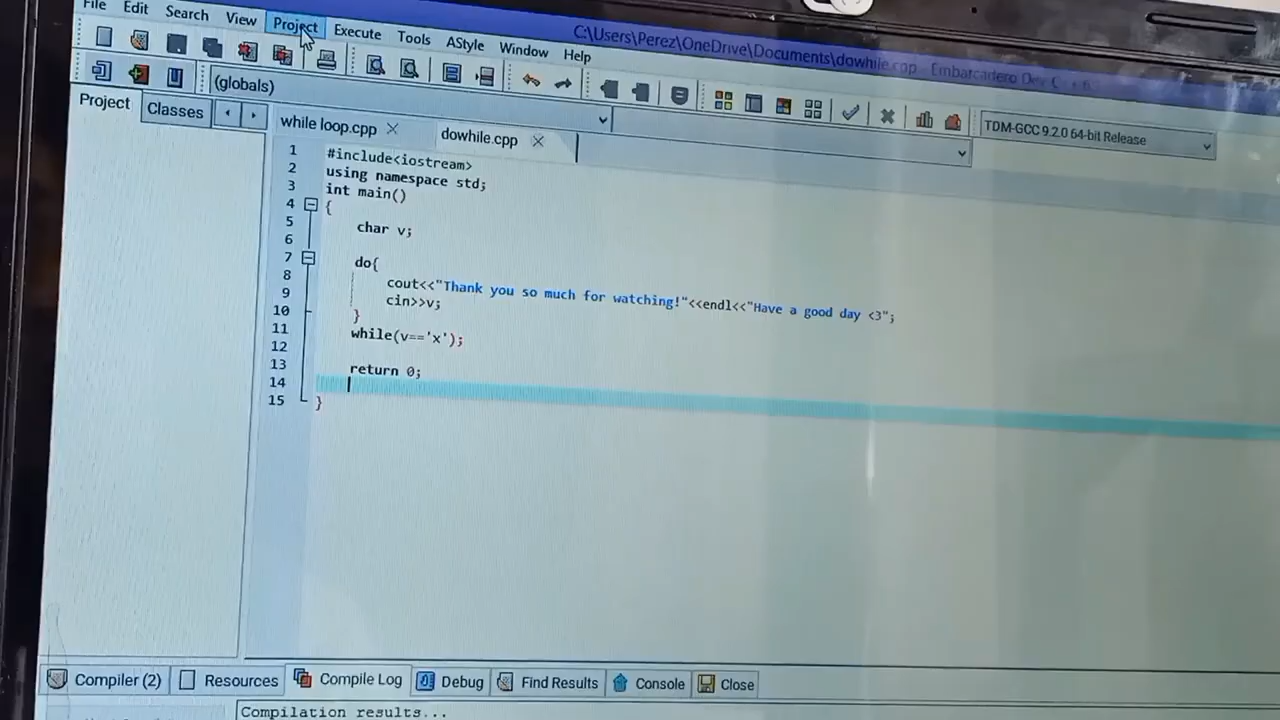 File Edit Search View Project Execute Tools AStyle Window Help
C:\Users\Perez\OneDrive\Documents\dowhile.cpp - Embarcadero Dev-C++ 6.
(globals)
TDM-GCC 9.2.0 64-bit Release
Project Classes
while loop.cpp dowhile.cpp
1 #include<iostream>
2 using namespace std;
3 int main()
4 {
5 char v;
6
7 do{
8 cout<<"Thank you so much for watching!"<<endl<<"Have a good day <3";
9 cin>>v;
10 }
11 while(v=='x');
12
13 return 0;
14
15 }
Compiler (2) Resources Compile Log Debug Find Results Console Close
Compilation results...